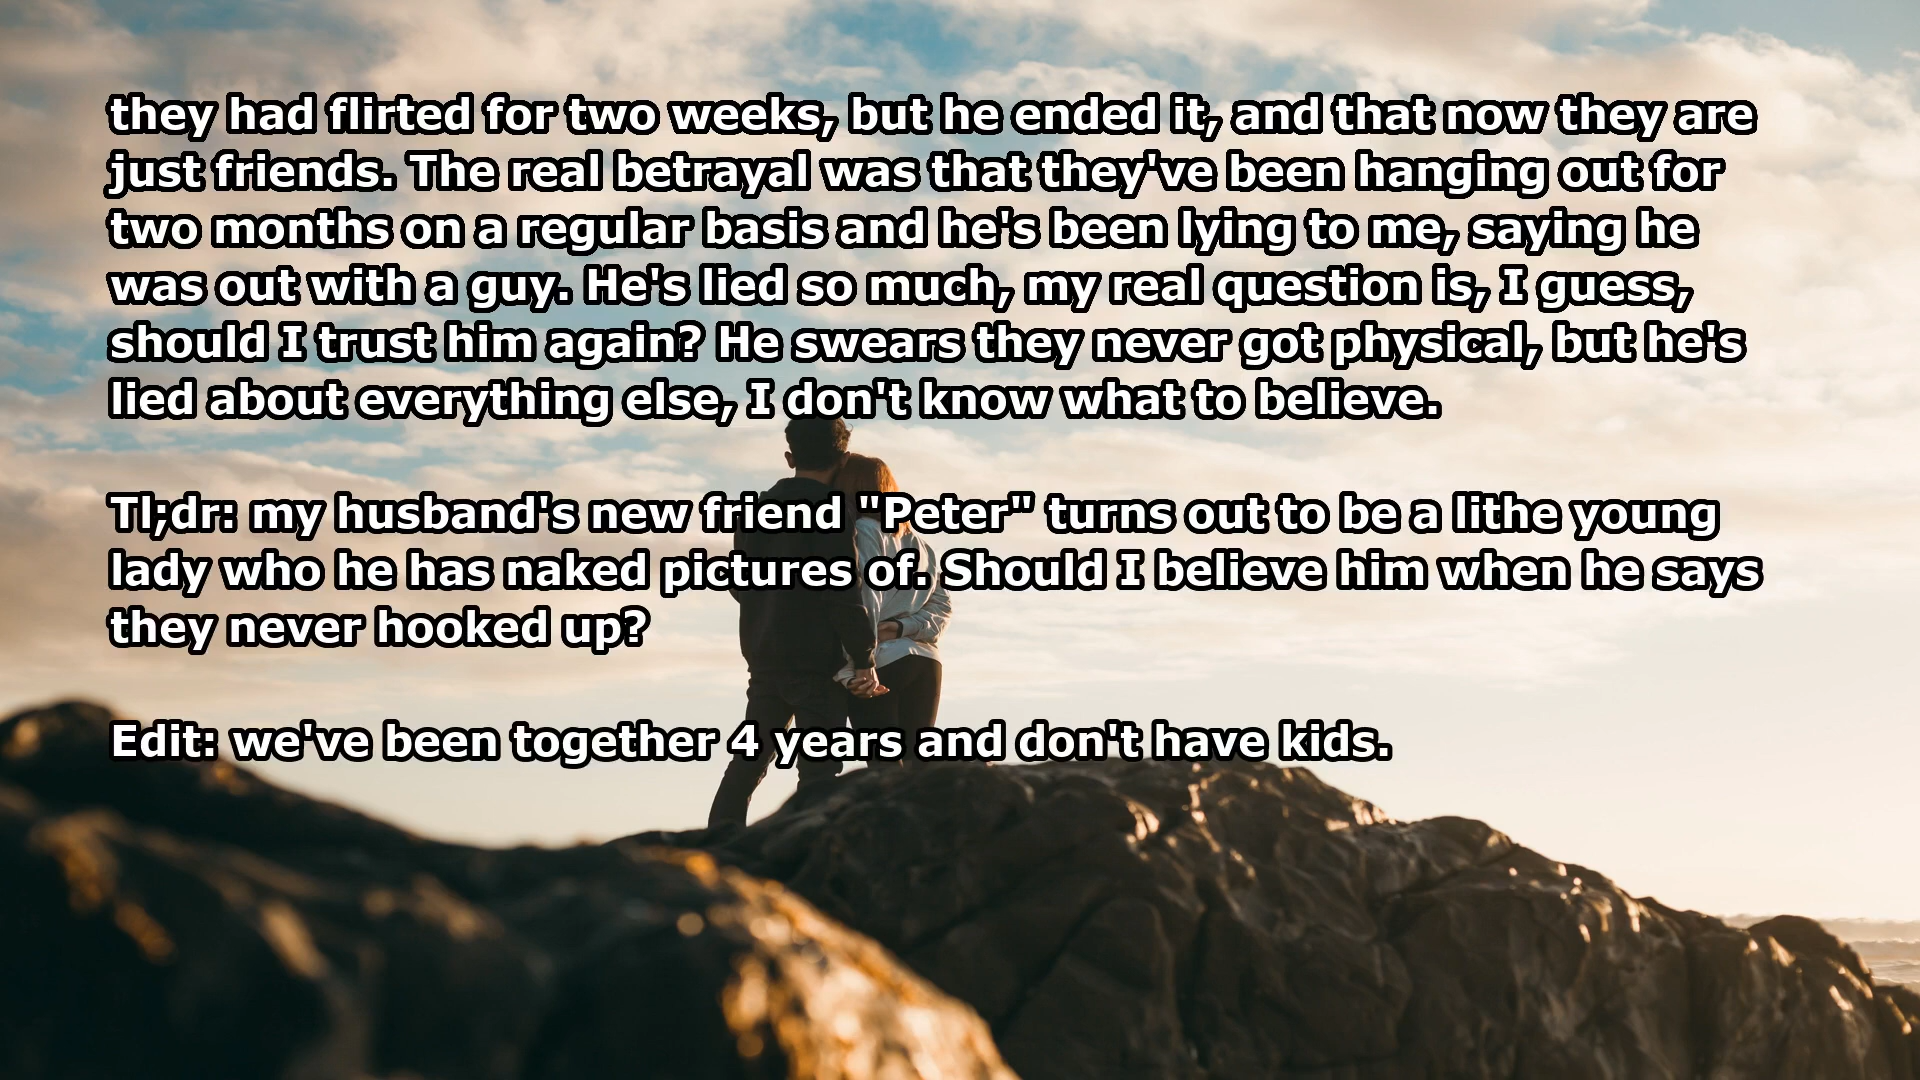 they had flirted for two weeks, but he ended it, and that now they are
just friends. The real betrayal was that they've been hanging out for
two months on a regular basis and he's been lying to me, saying he
was out with a guy. He's lied so much, my real question is, I guess,
should I trust him again? He swears they never got physical, but he's
lied about everything else, I don't know what to believe.
Tl;dr: my husband's new friend "Peter" turns out to be a lithe young
lady who he has naked pictures of. Should I believe him when he says
they never hooked up?
Edit: we've been together 4 years and don't have kids.